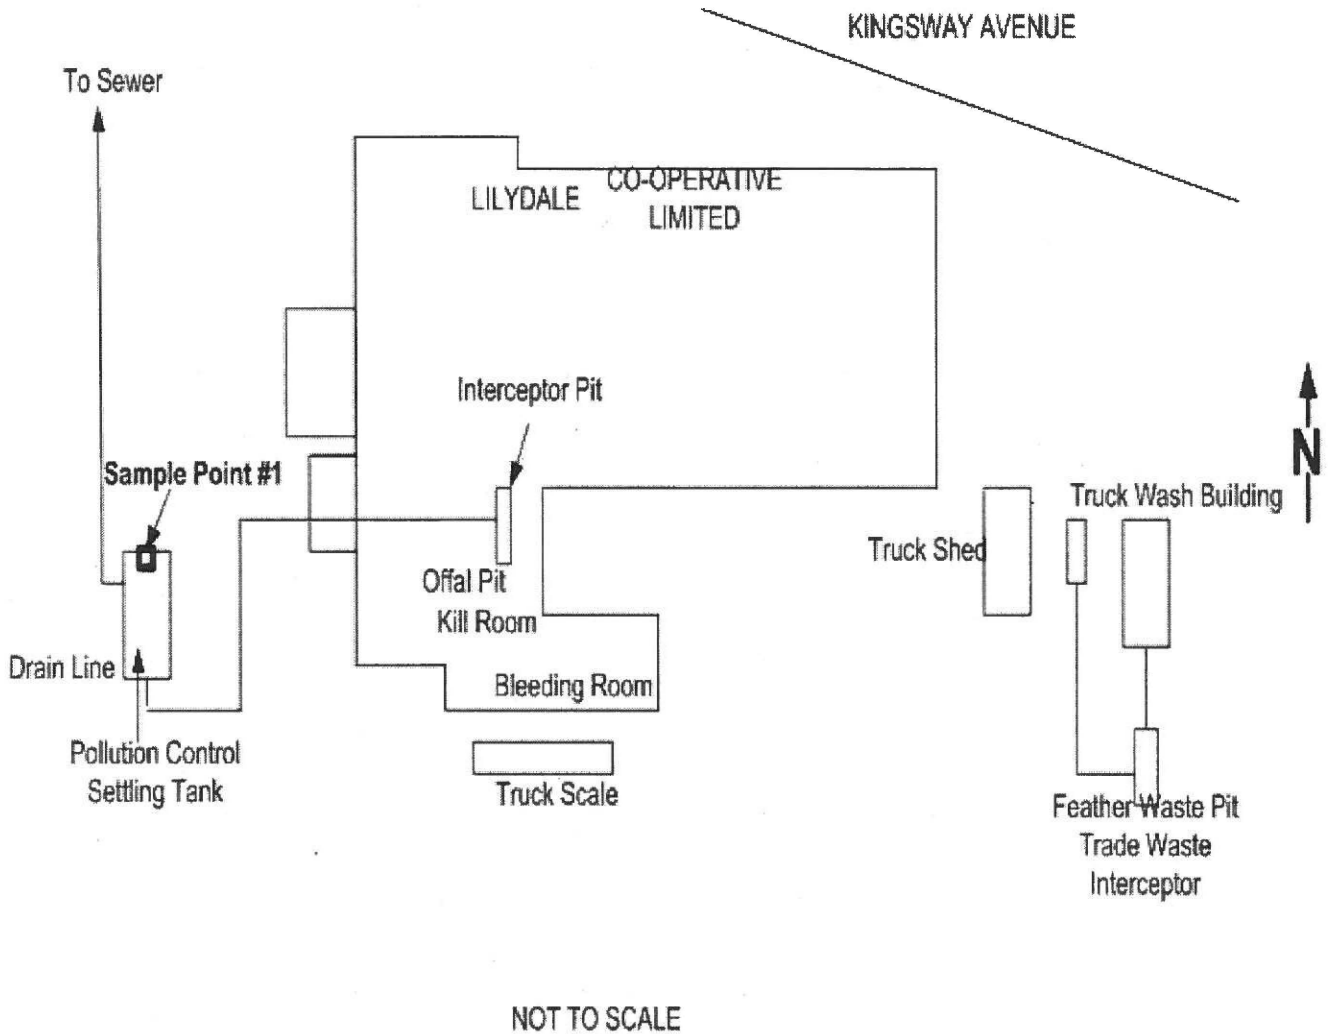 KINGSWAY AVENUE
To Sewer
LILYDALE
CO-OPERATIVE
LIMITED
Interceptor Pit
Sample Point #1
N
Truck Wash Building
Truck Shed
Offal Pit
Kill Room
Drain Line
Bleeding Room
Pollution Control
Settling Tank
Truck Scale
Feather Waste Pit
Trade Waste
Interceptor
NOT TO SCALE